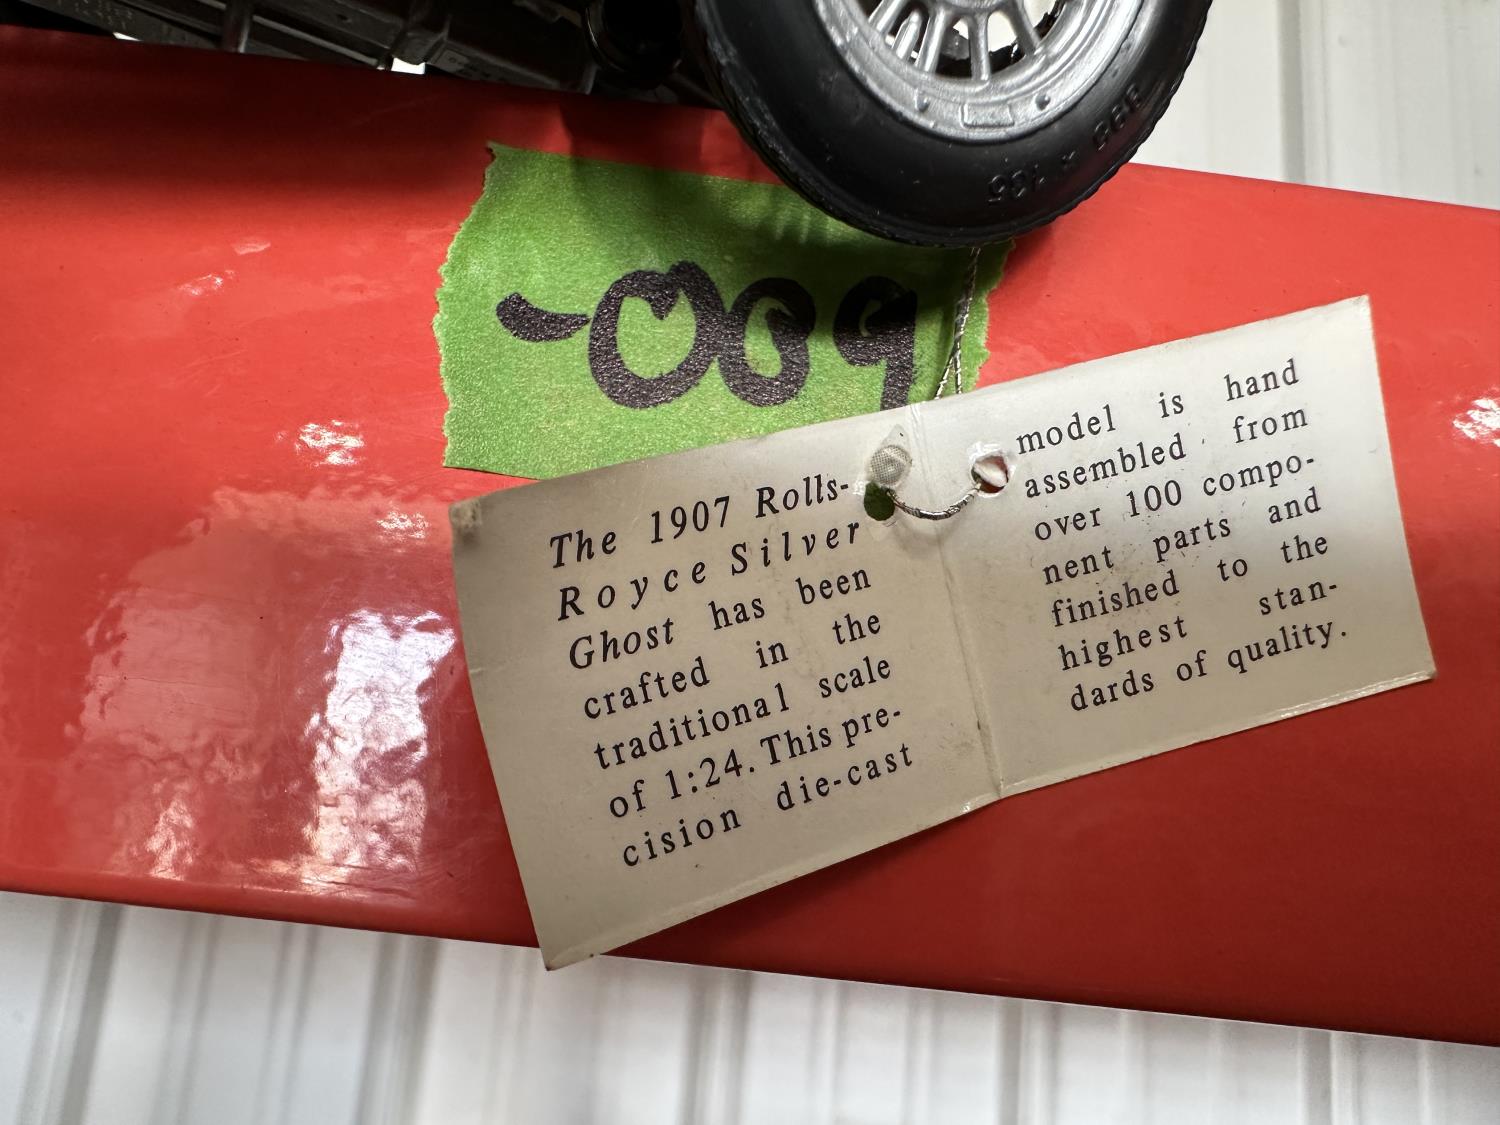 895 x 135
-009
The 1907 Rolls-
Royce Silver
Ghost has been
crafted in the
traditional scale
of 1:24. This pre-
cision die-cast
model is hand
assembled from
over 100 compo-
nent parts and
finished to the
highest stan-
dards of quality.